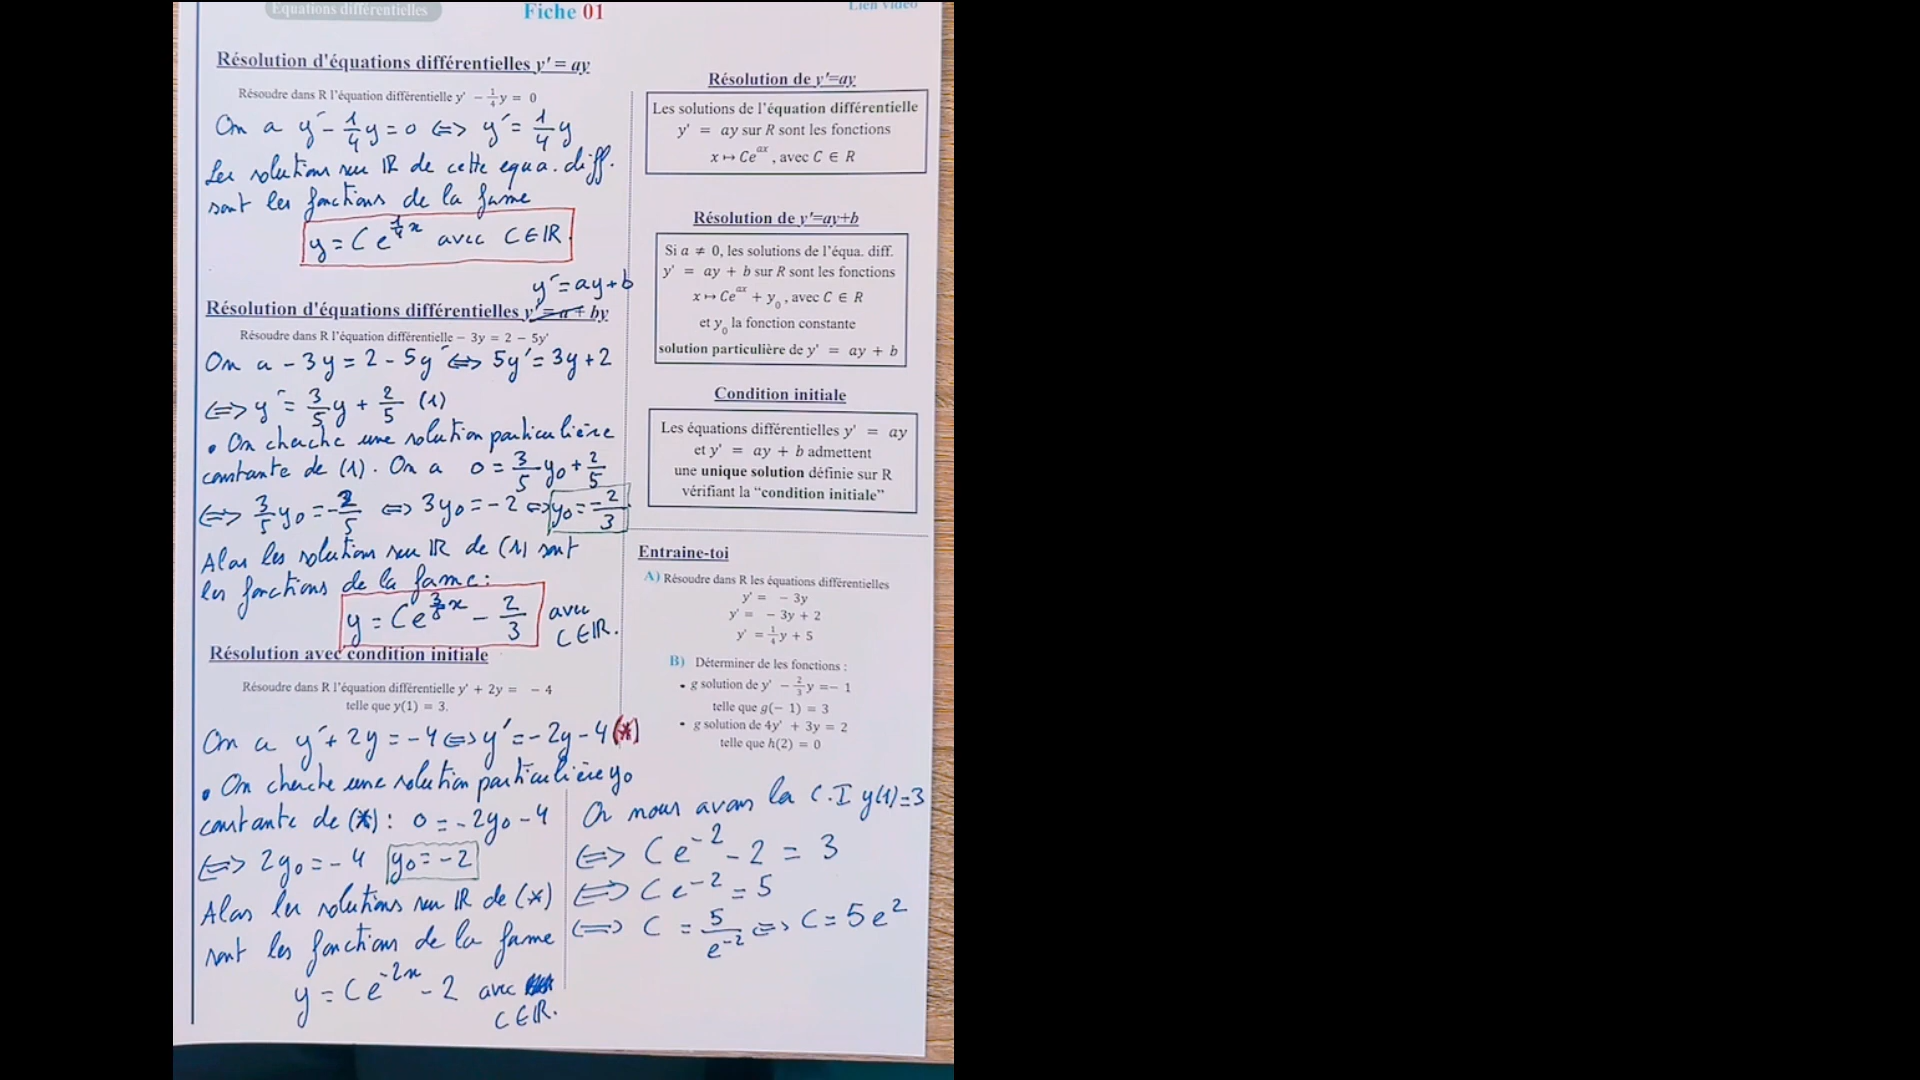 Equations différentielles
Fiche 01
Lien vidéo
Résolution d'équations différentielles y' = ay
Résoudre dans R l'équation différentielle y' - 1/4 y = 0
On a y' - 1/4 y = 0 <=> y' = 1/4 y
Les solutions sur IR de cette equa. diff.
sont les fonctions de la forme
y = C e^(1/4 x) avec C ∈ IR.
y' = ay + b
Résolution d'équations différentielles y' = a + by
Résoudre dans R l'équation différentielle - 3y = 2 - 5y'
On a - 3y = 2 - 5y' <=> 5y' = 3y + 2
<=> y' = 3/5 y + 2/5 (1)
• On cherche une solution particulière
constante de (1). On a 0 = 3/5 y₀ + 2/5
<=> 3/5 y₀ = -2/5 <=> 3y₀ = -2 <=> y₀ = -2/3
Alors les solutions sur IR de (1) sont
les fonctions de la forme :
y = C e^(3/5 x) - 2/3 avec
C ∈ IR.
Résolution avec condition initiale
Résoudre dans R l'équation différentielle y' + 2y = - 4
telle que y(1) = 3.
On a y' + 2y = -4 <=> y' = -2y - 4 (*)
• On cherche une solution particulière y₀
constante de (*) : 0 = -2y₀ - 4
<=> 2y₀ = -4 y₀ = -2
Alors les solutions sur IR de (*)
sont les fonctions de la forme
y = C e^(-2x) - 2 avec
C ∈ IR.
Résolution de y'=ay
Les solutions de l'équation différentielle
y' = ay sur R sont les fonctions
x ↦ Ce^(ax), avec C ∈ R
Résolution de y'=ay+b
Si a ≠ 0, les solutions de l'équa. diff.
y' = ay + b sur R sont les fonctions
x ↦ Ce^(ax) + y₀, avec C ∈ R
et y₀ la fonction constante
solution particulière de y' = ay + b
Condition initiale
Les équations différentielles y' = ay
et y' = ay + b admettent
une unique solution définie sur R
vérifiant la “condition initiale”
Entraine-toi
A) Résoudre dans R les équations différentielles
y' = - 3y
y' = - 3y + 2
y' = 1/4 y + 5
B) Déterminer de les fonctions :
• g solution de y' - 2/3 y = - 1
telle que g(- 1) = 3
• g solution de 4y' + 3y = 2
telle que h(2) = 0
Or nous avons la C.I y(1)=3
<=> C e^(-2) - 2 = 3
<=> C e^(-2) = 5
<=> C = 5/e^(-2) <=> C = 5e²